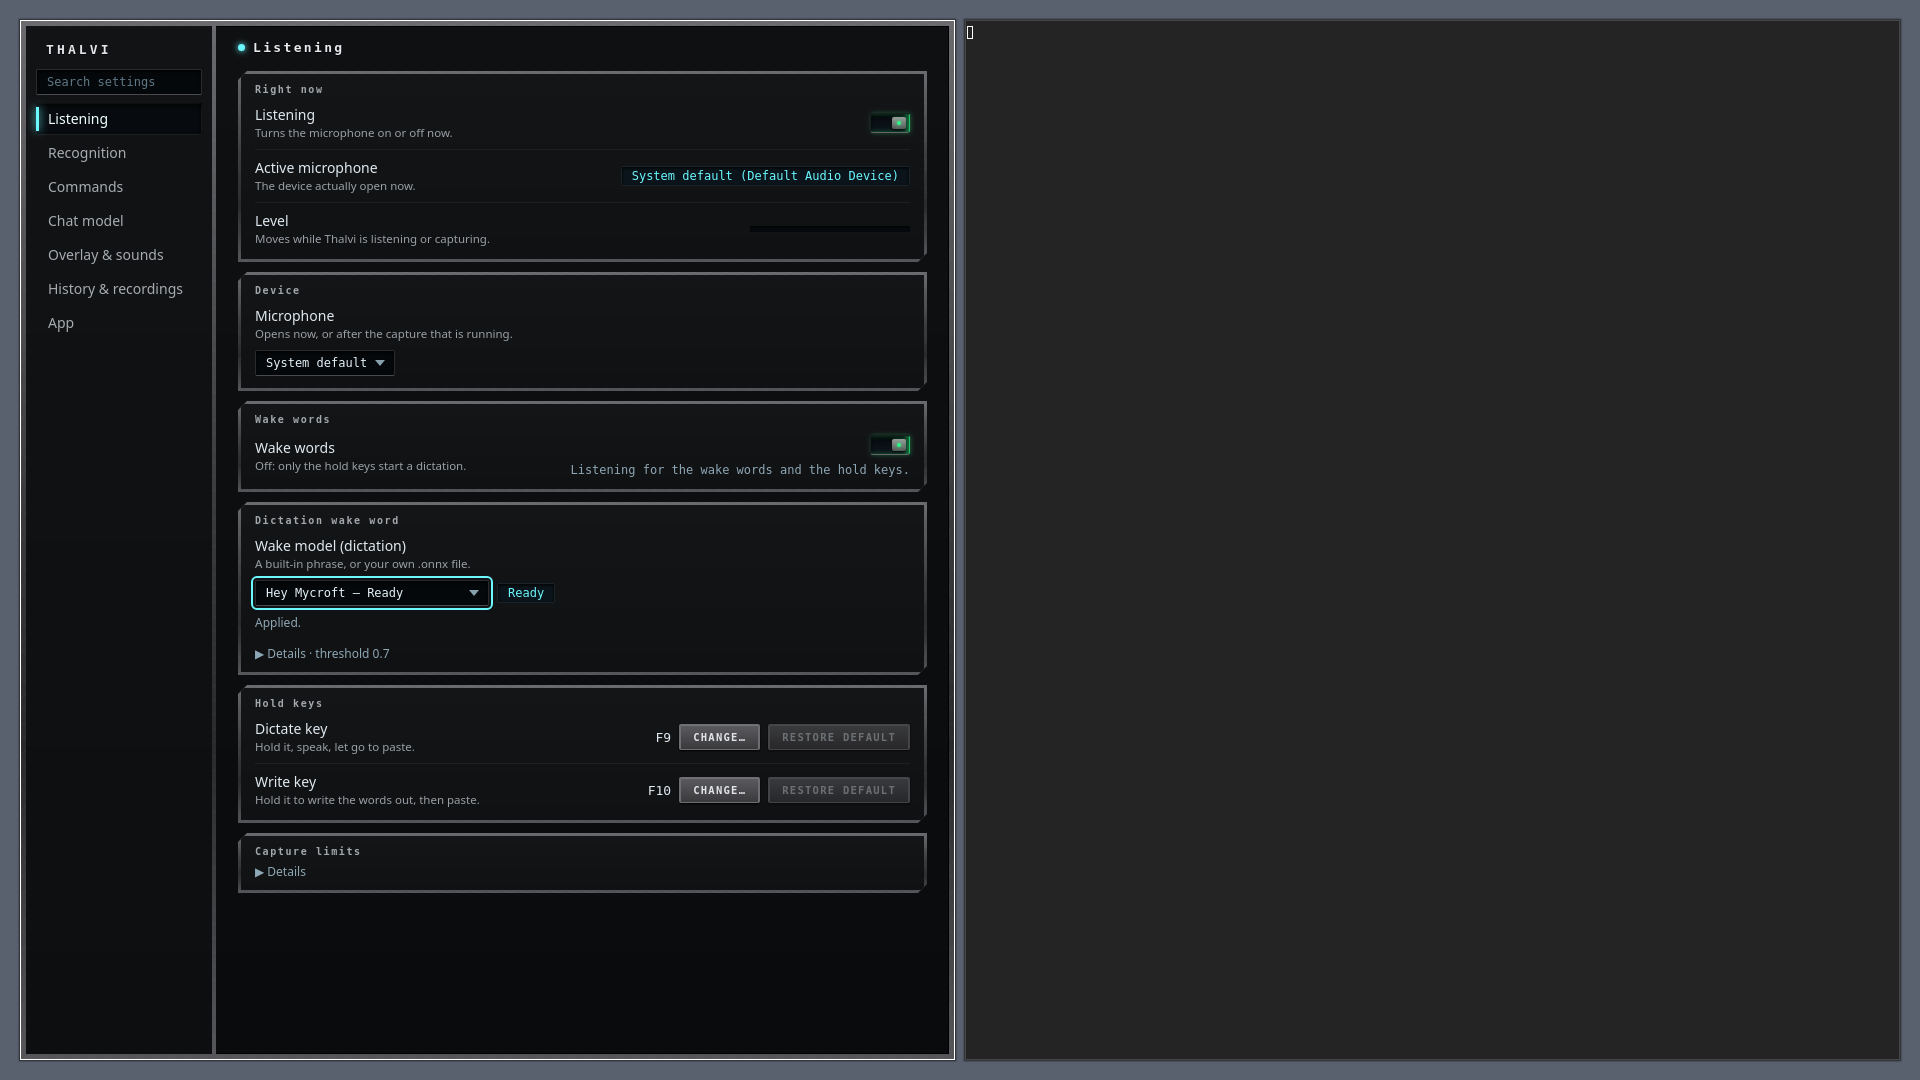 THALVI
Search settings
Listening
Recognition
Commands
Chat model
Overlay & sounds
History & recordings
App
Listening
Right now
Listening
Turns the microphone on or off now.
Active microphone
The device actually open now.
System default (Default Audio Device)
Level
Moves while Thalvi is listening or capturing.
Device
Microphone
Opens now, or after the capture that is running.
System default
Wake words
Wake words
Off: only the hold keys start a dictation.
Listening for the wake words and the hold keys.
Dictation wake word
Wake model (dictation)
A built-in phrase, or your own .onnx file.
Hey Mycroft — Ready
Ready
Applied.
▶ Details · threshold 0.7
Hold keys
Dictate key
Hold it, speak, let go to paste.
F9 CHANGE… RESTORE DEFAULT
Write key
Hold it to write the words out, then paste.
F10 CHANGE… RESTORE DEFAULT
Capture limits
▶ Details